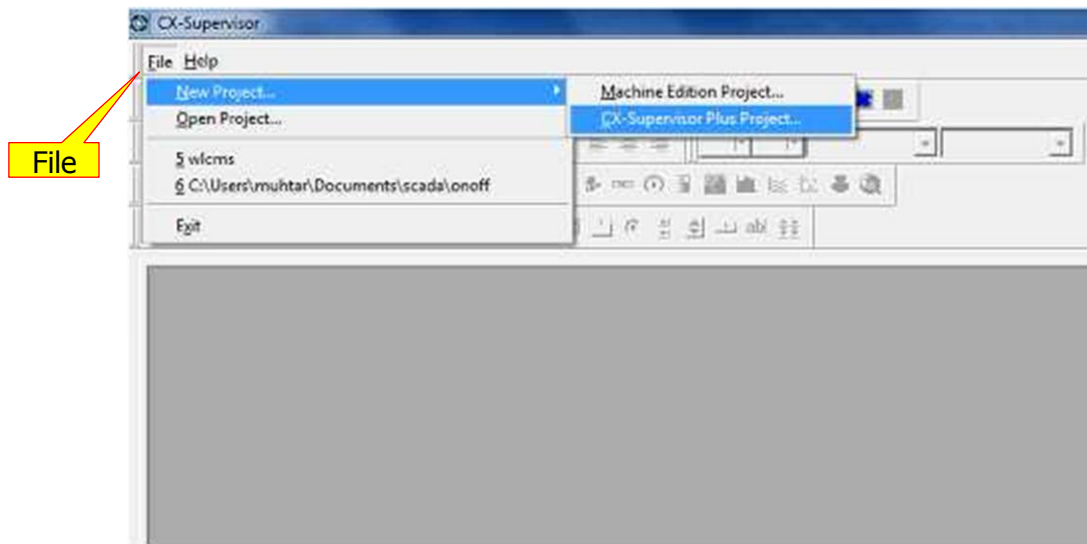 CX-Supervisor
File Help
New Project...
Machine Edition Project...
Open Project...
CX-Supervisor Plus Project...
File
5 wlcms
6 C:\Users\muhtar\Documents\scada\onoff
Exit
abl